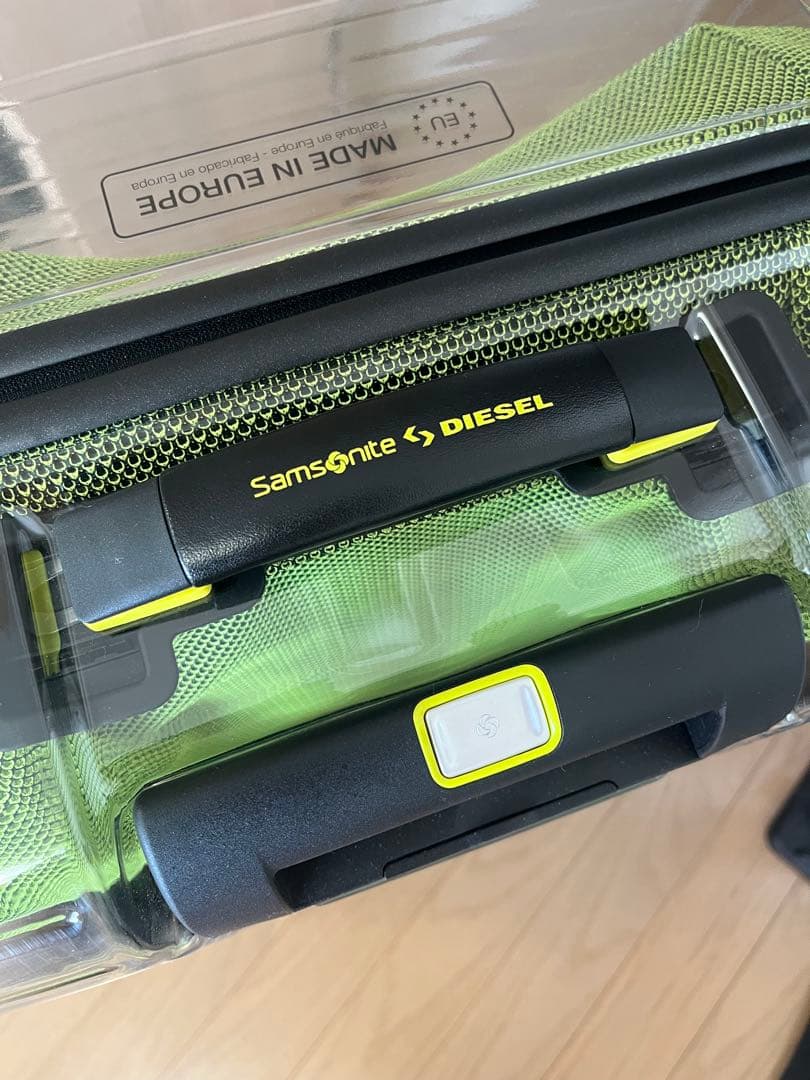 MADE IN EUROPE
Fabriqué en Europe - Fabricado en Europa
EU
Samsonite DIESEL